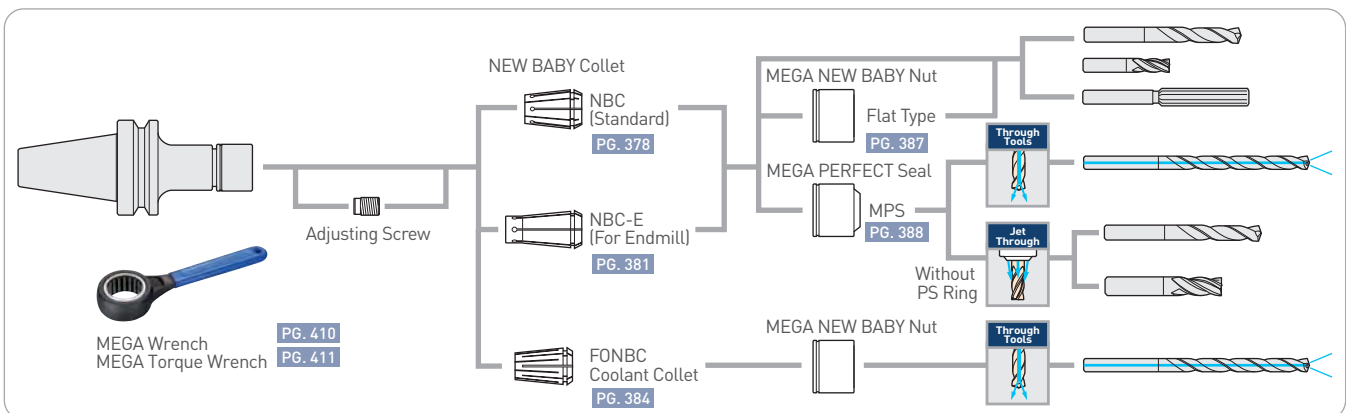 NEW BABY Collet
NBC
(Standard)
PG. 378
Adjusting Screw
NBC-E
(For Endmill)
PG. 381
FONBC
Coolant Collet
PG. 384
MEGA Wrench
PG. 410
MEGA Torque Wrench
PG. 411
MEGA NEW BABY Nut
Flat Type
PG. 387
MEGA PERFECT Seal
MPS
PG. 388
Through
Tools
Jet
Through
Without
PS Ring
MEGA NEW BABY Nut
Through
Tools